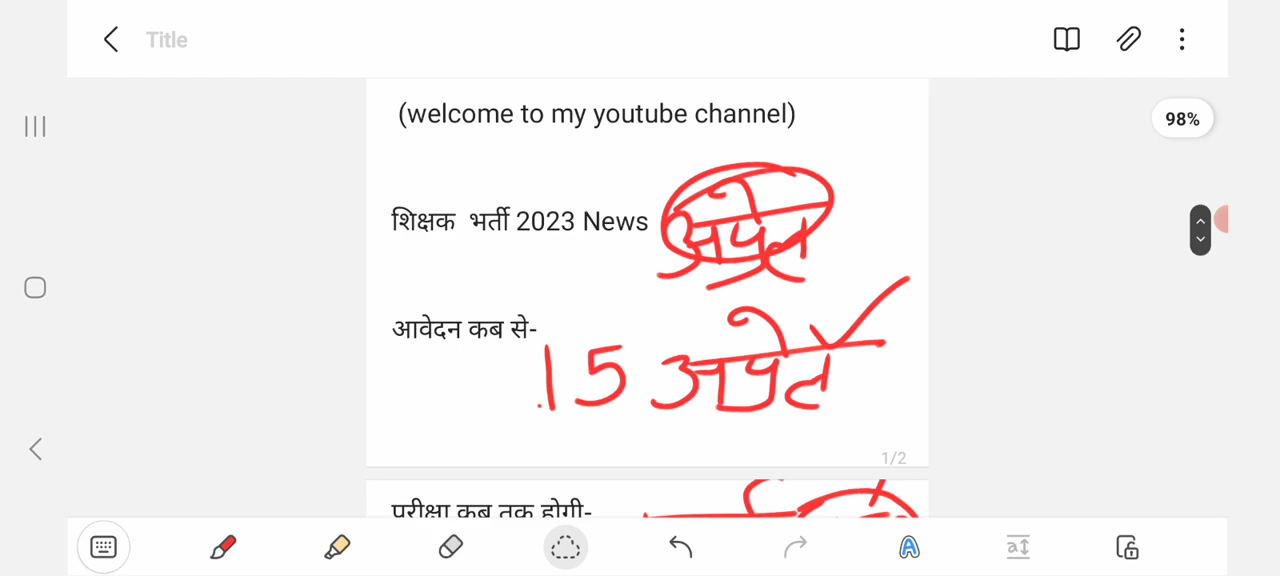 Title
(welcome to my youtube channel)
98%
शिक्षक भर्ती 2023 News
आवेदन कब से-
15 अप्रैल
1/2
परीक्षा कब तक होगी-